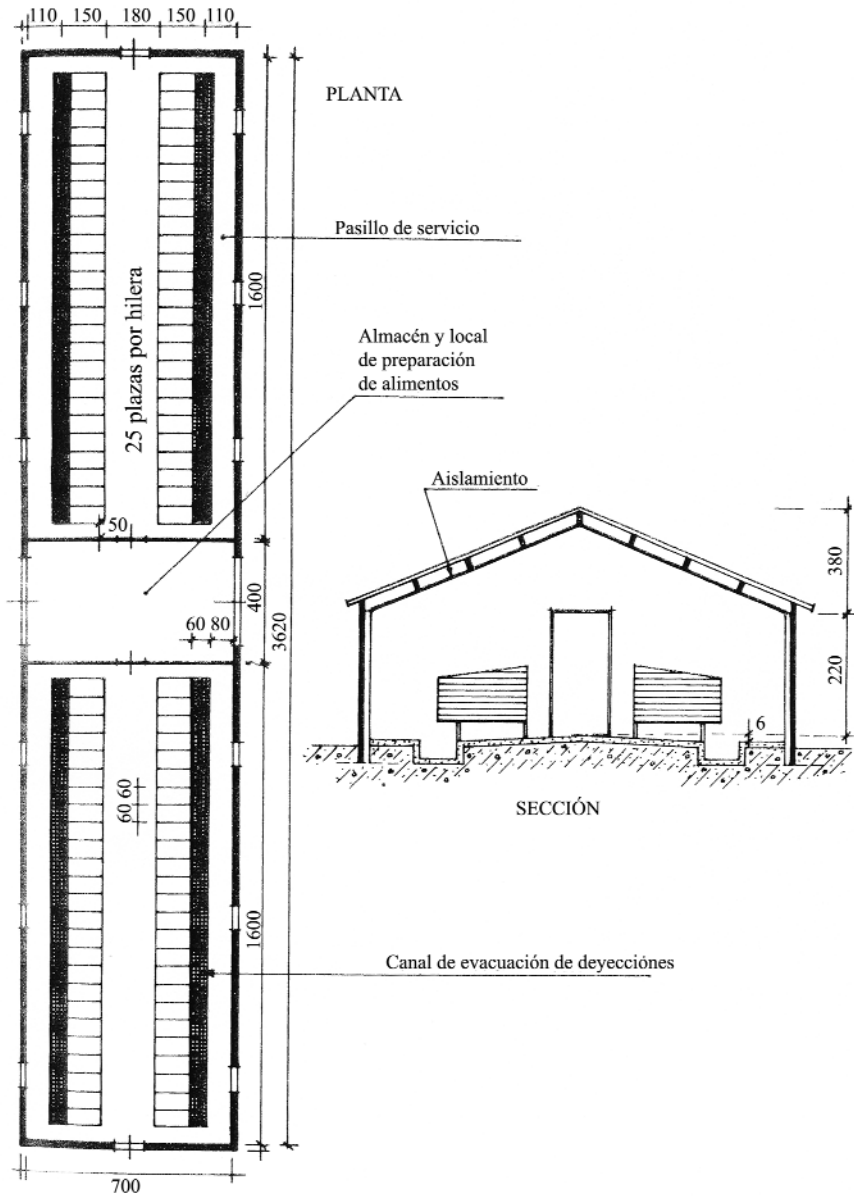 110 150 180 150 110
PLANTA
Pasillo de servicio
1600
25 plazas por hilera
Almacén y local
de preparación
de alimentos
Aislamiento
50
400
3620
60 80
380
220
6
SECCIÓN
60 60
1600
Canal de evacuación de deyecciónes
700